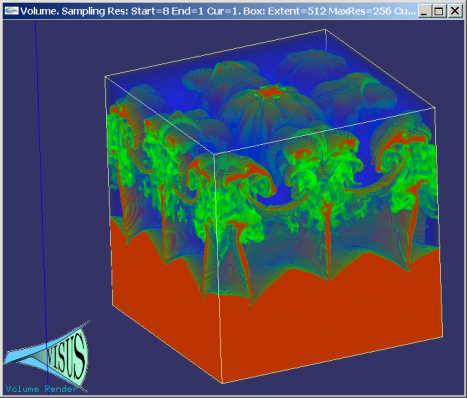 Volume. Sampling Res: Start=8 End=1 Cur=1. Box: Extent=512 MaxRes=256 Cu...
VISUS
Volume Render